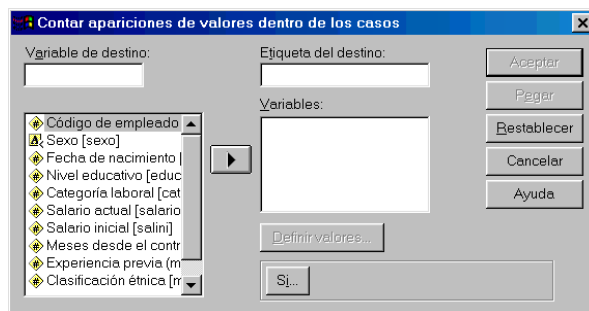 Contar apariciones de valores dentro de los casos
Variable de destino:
Etiqueta del destino:
Variables:
Código de empleado
Sexo [sexo]
Fecha de nacimiento [
Nivel educativo [educ
Categoría laboral [cat
Salario actual [salario
Salario inicial [salini]
Meses desde el contr
Experiencia previa (m
Clasificación étnica [m
Definir valores...
Si...
Aceptar
Pegar
Restablecer
Cancelar
Ayuda